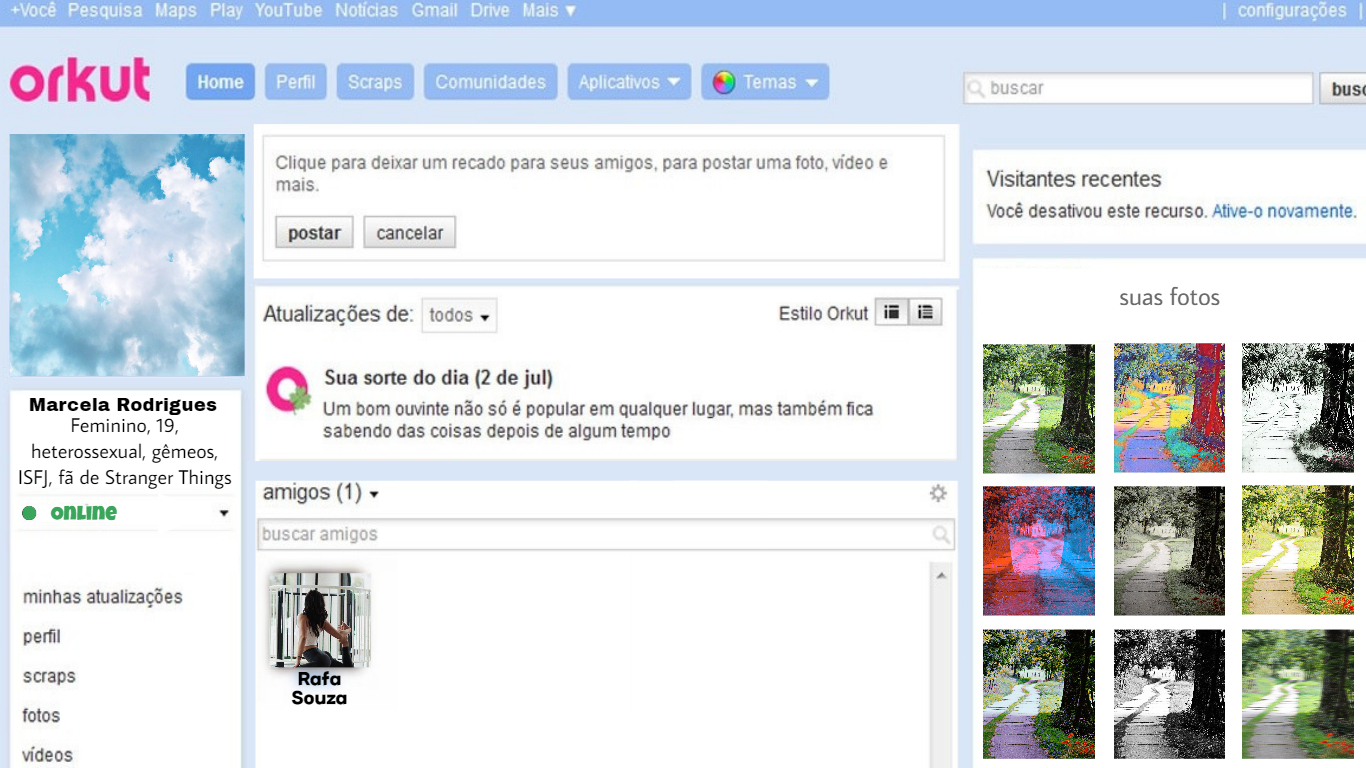 +Você Pesquisa Maps Play YouTube Notícias Gmail Drive Mais ▼ | configurações |
orkut
Home Perfil Scraps Comunidades Aplicativos Temas
buscar
Clique para deixar um recado para seus amigos, para postar uma foto, vídeo e
mais.
postar cancelar
Visitantes recentes
Você desativou este recurso. Ative-o novamente.
suas fotos
Atualizações de: todos
Estilo Orkut
Sua sorte do dia (2 de jul)
Um bom ouvinte não só é popular em qualquer lugar, mas também fica
sabendo das coisas depois de algum tempo
Marcela Rodrigues
Feminino, 19,
heterossexual, gêmeos,
ISFJ, fã de Stranger Things
ONLINE
minhas atualizações
perfil
scraps
fotos
vídeos
amigos (1)
buscar amigos
Rafa
Souza